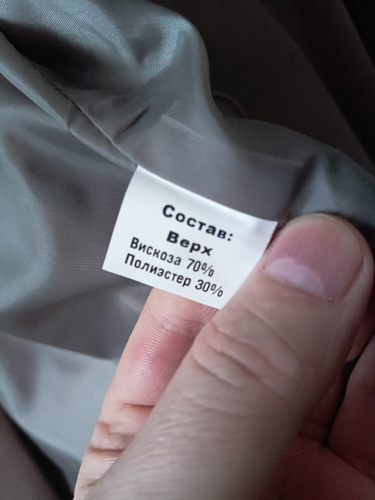 Состав:
Верх
Вискоза 70%
Полиэстер 30%